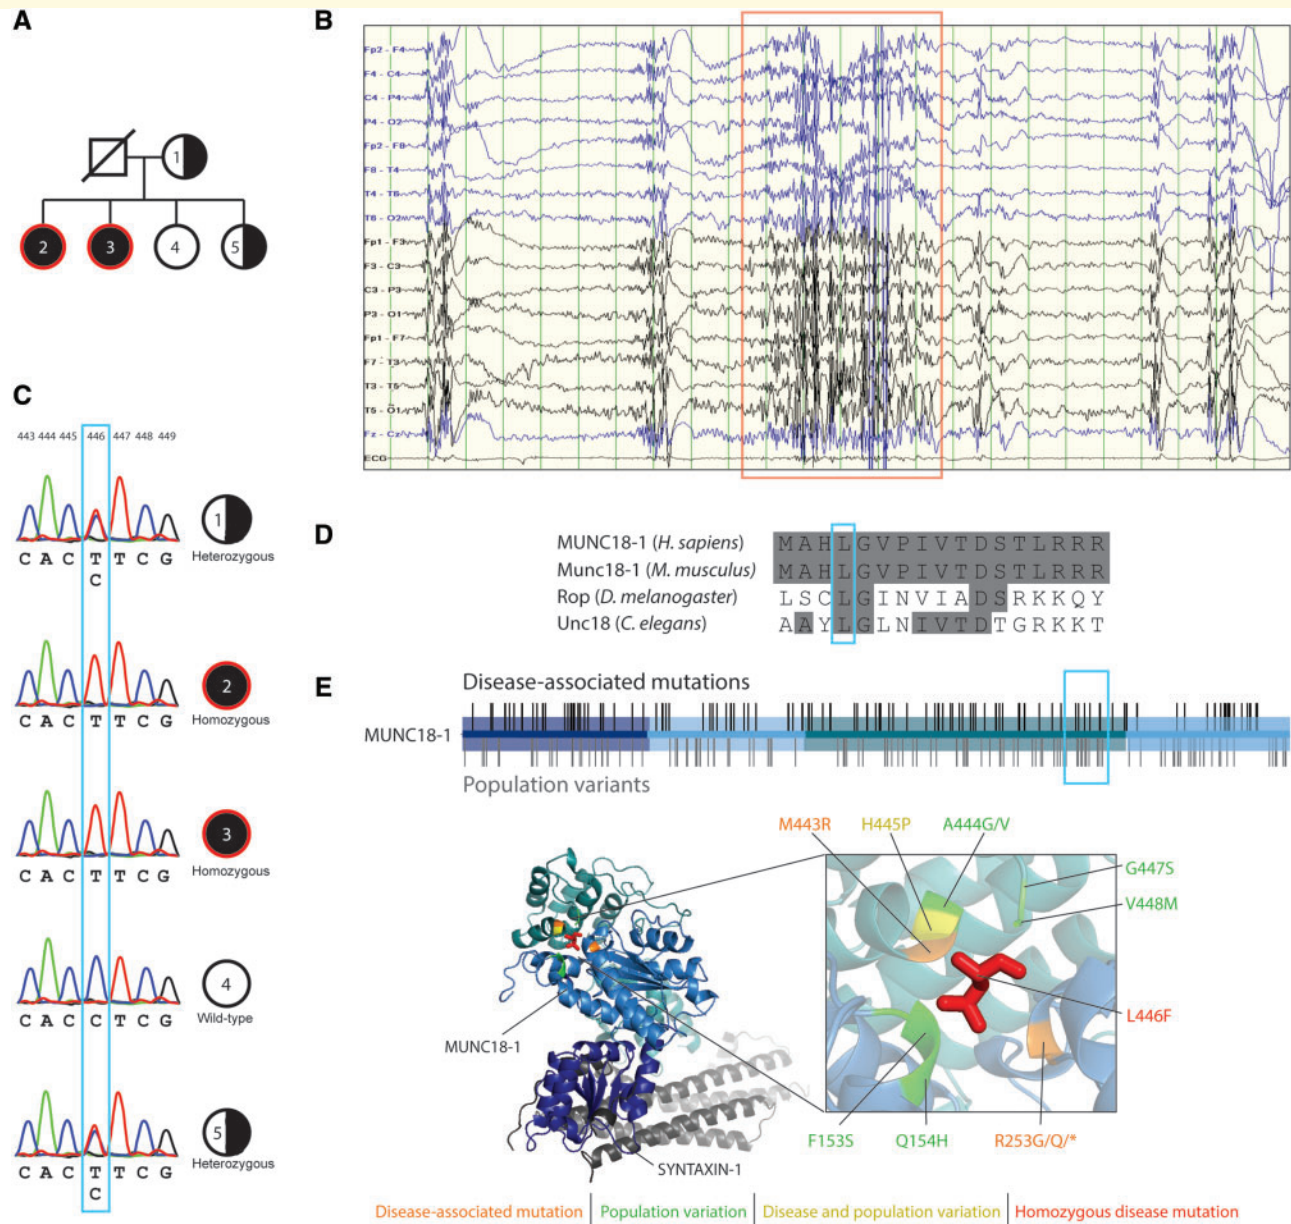 A
1
2
3
4
5
B
Fp2 - F4
F4 - C4
C4 - P4
P4 - O2
Fp2 - F8
F8 - T4
T4 - T6
T6 - O2
Fp1 - F3
F3 - C3
C3 - P3
P3 - O1
Fp1 - F7
F7 - T3
T3 - T5
T5 - O1
Fz - Cz
ECG
C
443 444 445 446 447 448 449
1
Heterozygous
C A C T T C G
C
2
Homozygous
C A C T T C G
3
Homozygous
C A C T T C G
4
Wild-type
C A C C T C G
5
Heterozygous
C A C T T C G
C
D
MUNC18-1 (H. sapiens) M A H L G V P I V T D S T L R R R
Munc18-1 (M. musculus) M A H L G V P I V T D S T L R R R
Rop (D. melanogaster) L S C L G I N V I A D S R K K Q Y
Unc18 (C. elegans) A A Y L G L N I V T D T G R K K T
E
Disease-associated mutations
MUNC18-1
Population variants
M443R H445P A444G/V
G447S
V448M
L446F
MUNC18-1
F153S Q154H R253G/Q/*
SYNTAXIN-1
Disease-associated mutation | Population variation | Disease and population variation | Homozygous disease mutation